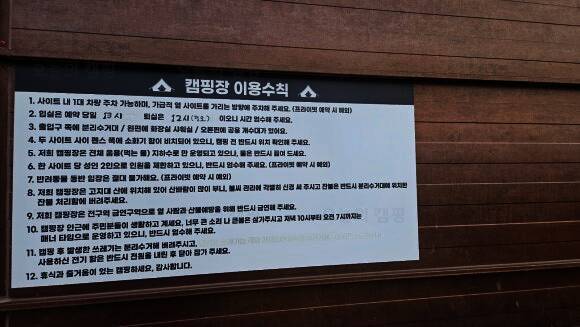 캠핑장 이용수칙
1. 사이트 내 1대 차량 주차 가능하며, 가급적 옆 사이트를 가리는 방향에 주차해 주세요. (프라이빗 예약 시 예외)
2. 입실은 예약 당일 13시 퇴실은 12시(정오) 이오니 시간 엄수해 주세요.
3. 출입구 쪽에 분리수거대 / 왼편에 화장실 샤워실 / 오른편에 공용 개수대가 있어요.
4. 두 사이트 사이 펜스 쪽에 소화기가 함께 비치되어 있으니, 캠핑 전 반드시 위치 확인해 주세요.
5. 저희 캠핑장은 전체 음용(먹는 물) 지하수로 만 운영되고 있으니, 물은 반드시 끓여 드세요.
6. 한 사이트 당 성인 2인으로 인원을 제한하고 있으니, 반드시 엄수해 주세요. (프라이빗 예약 시 예외)
7. 반려동물 동반 입장은 절대 불가해요. (프라이빗 예약 시 예외)
8. 저희 캠핑장은 고지대 산에 위치해 있어 산바람이 많이 부니, 불씨 관리에 각별히 신경 써 주시고 잔불은 반드시 분리수거대에 위치한
잔불 처리함에 버려주세요.
9. 저희 캠핑장은 전구역 금연구역으로 옆 사람과 산불예방을 위해 반드시 금연해 주세요.
10. 캠핑장 인근에 주민분들이 생활하고 계세요. 너무 큰 소리나 큰불은 삼가주시고 저녁 10시부터 오전 7시까지는
매너 타임으로 운영하고 있으니, 반드시 엄수해 주세요.
11. 캠핑 후 발생한 쓰레기는 분리수거해 버려주시고,
사용하신 전기 함은 반드시 전원을 내린 후 닫아 잠가 주세요.
12. 휴식과 즐거움이 있는 캠핑하세요, 감사합니다.